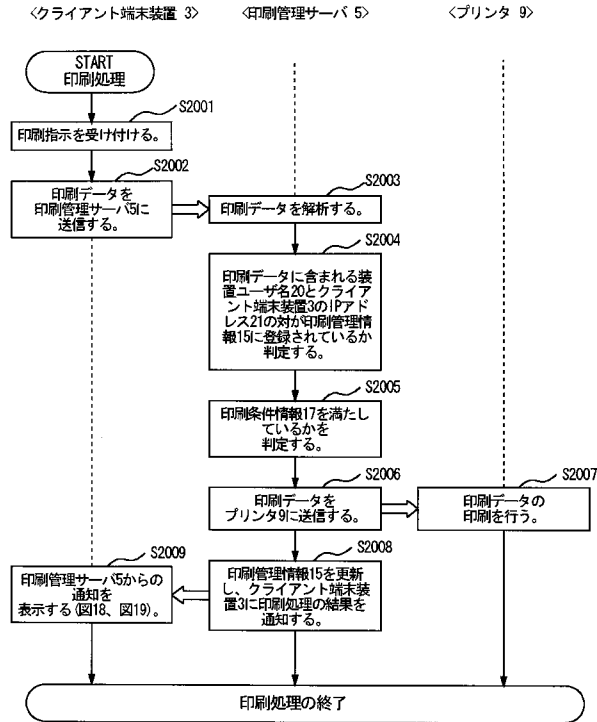 〈クライアント端末装置 3〉
〈印刷管理サーバ 5〉
〈プリンタ 9〉
START
印刷処理
S2001
印刷指示を受け付ける。
S2002
印刷データを
印刷管理サーバ5に
送信する。
S2003
印刷データを解析する。
S2004
印刷データに含まれる装
置ユーザ名20とクライア
ント端末装置3のIPアド
レス21の対が印刷管理情
報15に登録されているか
判定する。
S2005
印刷条件情報17を満たし
ているかを
判定する。
S2006
印刷データを
プリンタ9に送信する。
S2007
印刷データの
印刷を行う。
S2008
印刷管理情報15を更新
し、クライアント端末装
置3に印刷処理の結果を
通知する。
S2009
印刷管理サーバ5からの
通知を
表示する(図18、図19)。
印刷処理の終了